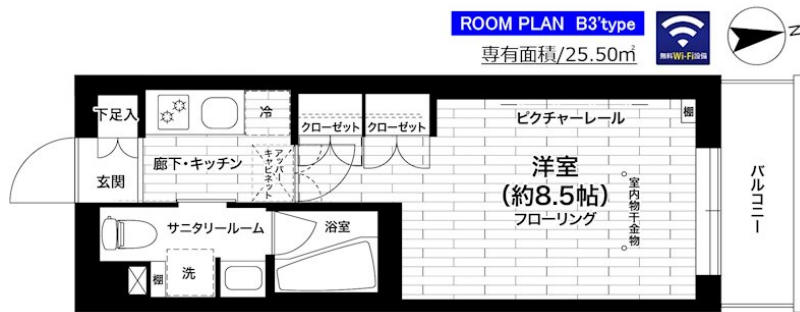 ROOM PLAN B3'type
専有面積/25.50㎡
無料Wi-Fi設備
N
下足入
冷
クローゼット
クローゼット
ピクチャーレール
棚
玄関
廊下・キッチン
アッパー
キャビネット
洋室
(約8.5帖)
フローリング
室内物干金物
バルコニー
サニタリールーム
浴室
棚
洗